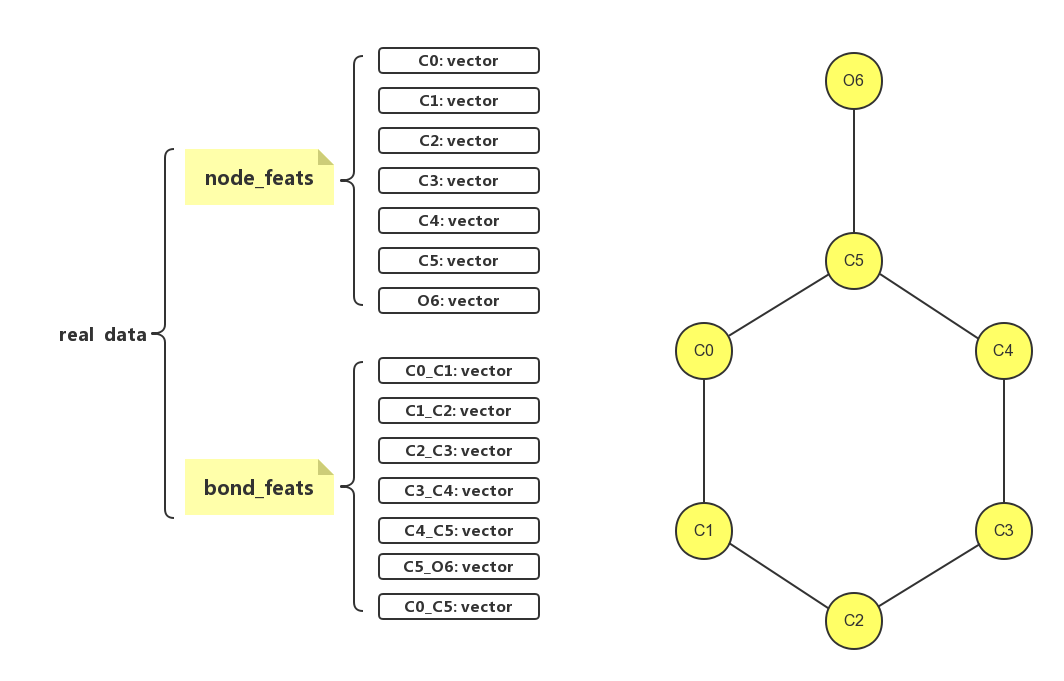 real data
node_feats
C0: vector
C1: vector
C2: vector
C3: vector
C4: vector
C5: vector
O6: vector
bond_feats
C0_C1: vector
C1_C2: vector
C2_C3: vector
C3_C4: vector
C4_C5: vector
C5_O6: vector
C0_C5: vector
O6
C5
C0
C4
C1
C3
C2